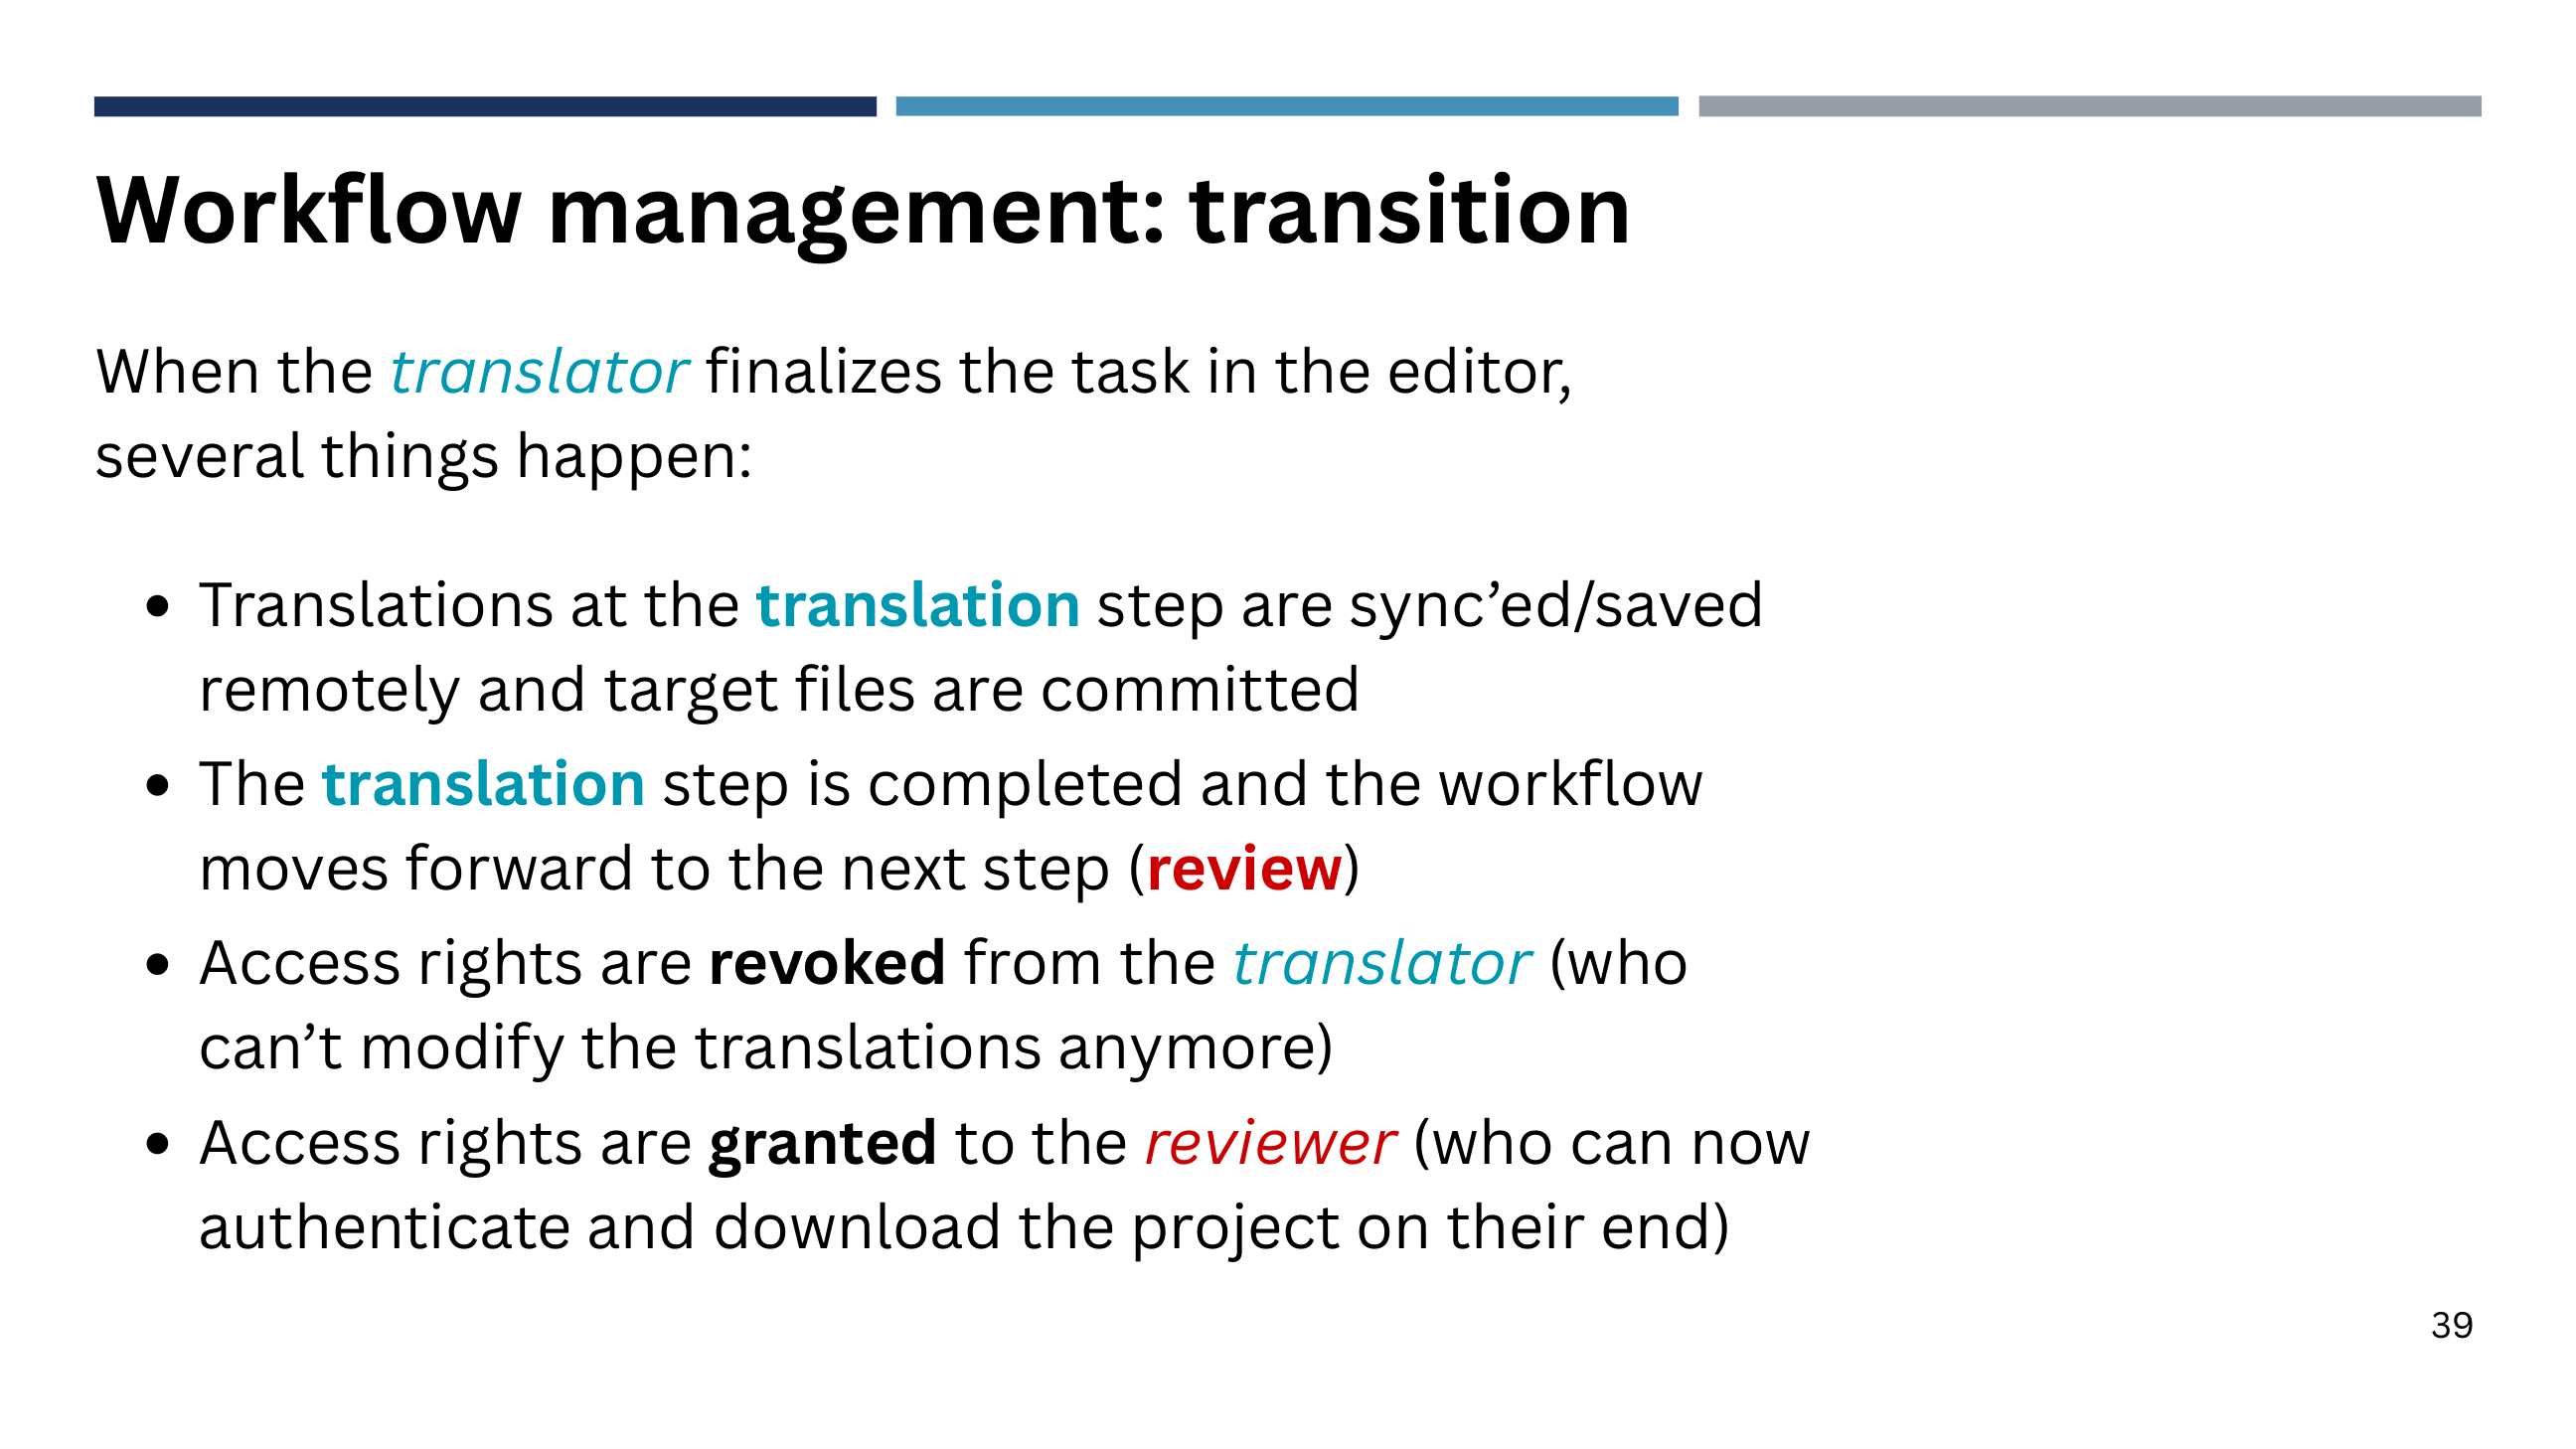 Workflow management: transition
When the translator finalizes the task in the editor,
several things happen:
• Translations at the translation step are sync’ed/saved
remotely and target files are committed
• The translation step is completed and the workflow
moves forward to the next step (review)
• Access rights are revoked from the translator (who
can’t modify the translations anymore)
• Access rights are granted to the reviewer (who can now
authenticate and download the project on their end)
39